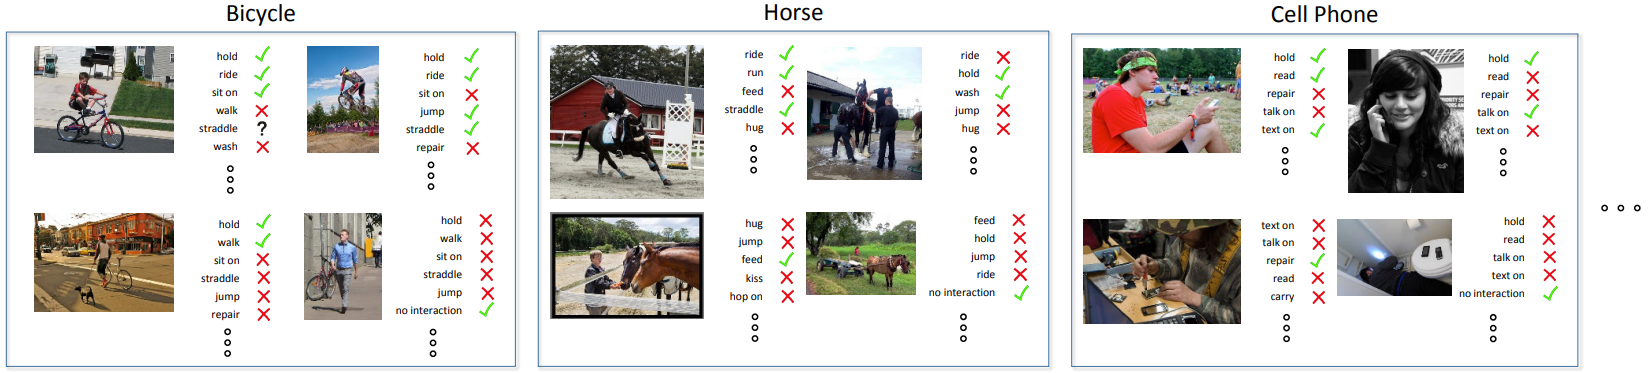 Bicycle
hold
ride
sit on
walk
straddle ?
wash
hold
ride
sit on
jump
straddle
repair
hold
walk
sit on
straddle
jump
repair
hold
walk
sit on
straddle
jump
no interaction
Horse
ride
run
feed
straddle
hug
ride
hold
wash
jump
hug
hug
jump
feed
kiss
hop on
feed
hold
jump
ride
no interaction
Cell Phone
hold
read
repair
talk on
text on
hold
read
repair
talk on
text on
text on
talk on
repair
read
carry
hold
read
talk on
text on
no interaction